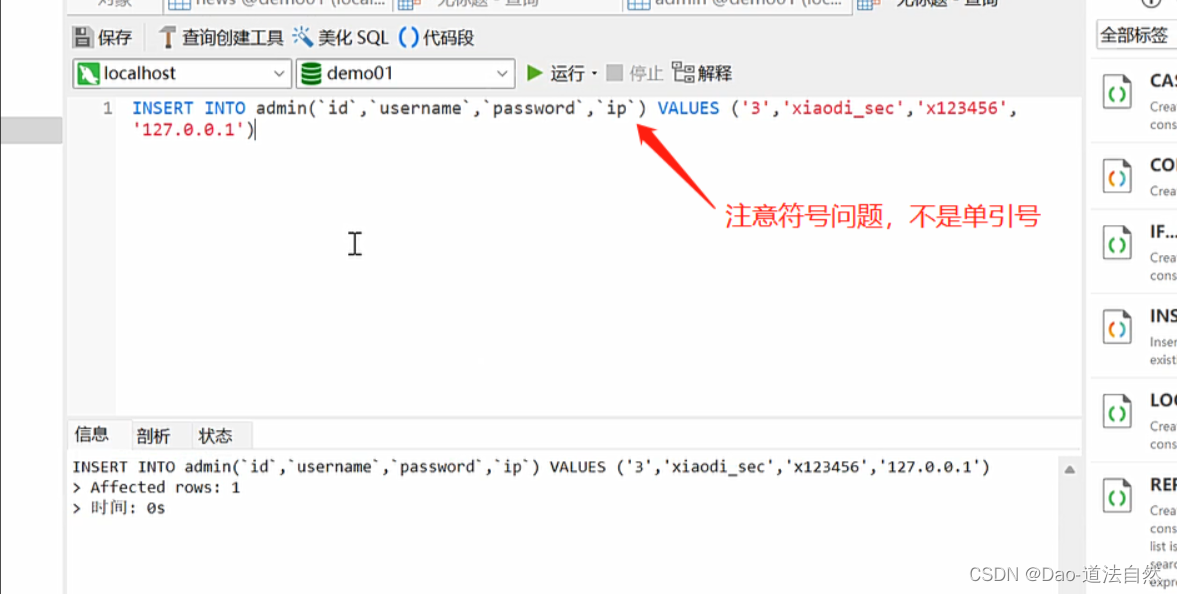 对象
news @demo01 (local...
无标题 - 查询
admin @demo01 (loc...
无标题 - 查询
保存
查询创建工具
美化 SQL
代码段
全部标签
localhost
demo01
运行
停止
解释
1
INSERT INTO admin(`id`,`username`,`password`,`ip`) VALUES ('3','xiaodi_sec','x123456',
'127.0.0.1')
注意符号问题，不是单引号
CAS
Crea
cons
CO
Crea
IF...
Crea
cons
INS
Inser
exist
LOO
Crea
cons
REP
Crea
cons
list is
sear
expr
信息
剖析
状态
INSERT INTO admin(`id`,`username`,`password`,`ip`) VALUES ('3','xiaodi_sec','x123456','127.0.0.1')
> Affected rows: 1
> 时间: 0s
CSDN @Dao-道法自然